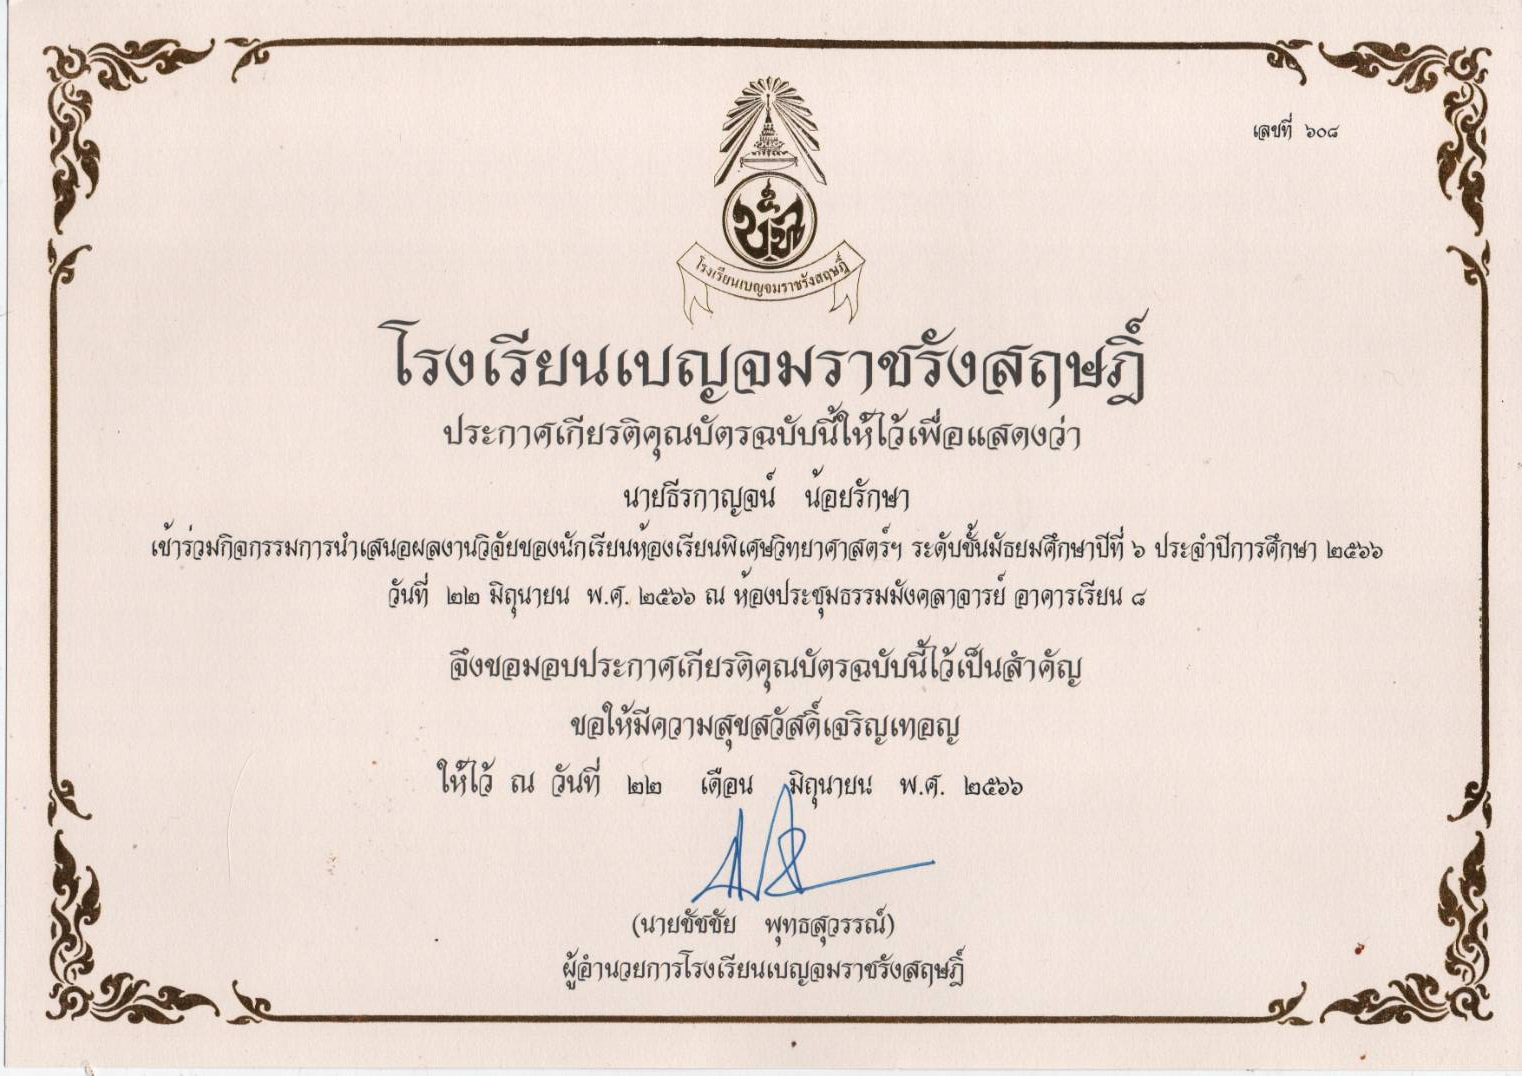 เลขที่ ๖๐๘
โรงเรียนเบญจมราชรังสฤษฎิ์
โรงเรียนเบญจมราชรังสฤษฎิ์
ประกาศเกียรติคุณบัตรฉบับนี้ให้ไว้เพื่อแสดงว่า
นายธีรกาญจน์ น้อยรักษา
เข้าร่วมกิจกรรมการนำเสนอผลงานวิจัยของนักเรียนห้องเรียนพิเศษวิทยาศาสตร์ฯ ระดับชั้นมัธยมศึกษาปีที่ ๖ ประจำปีการศึกษา ๒๕๖๖
วันที่ ๒๒ มิถุนายน พ.ศ. ๒๕๖๖ ณ ห้องประชุมธรรมมังคลาจารย์ อาคารเรียน ๘
จึงขอมอบประกาศเกียรติคุณบัตรฉบับนี้ไว้เป็นสำคัญ
ขอให้มีความสุขสวัสดิ์เจริญเทอญ
ให้ไว้ ณ วันที่ ๒๒ เดือน มิถุนายน พ.ศ. ๒๕๖๖
(นายชัชชัย พุทธสุวรรณ์)
ผู้อำนวยการโรงเรียนเบญจมราชรังสฤษฎิ์